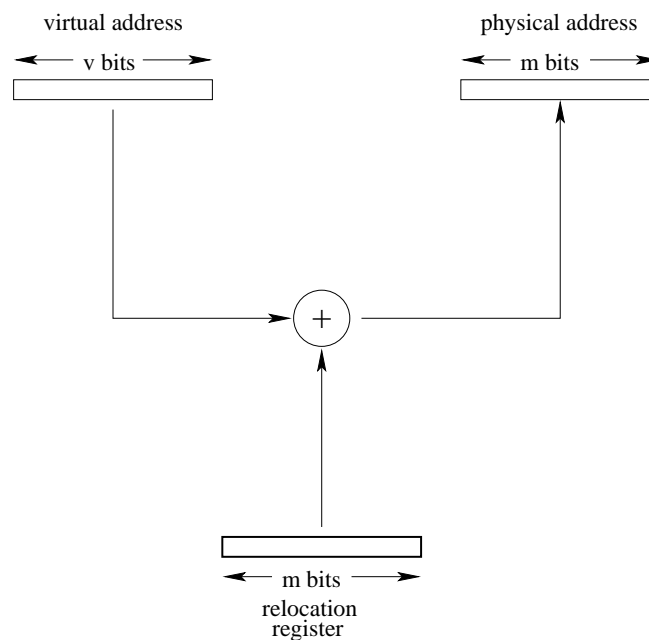 virtual address
physical address
v bits
m bits
+
m bits
relocation
register